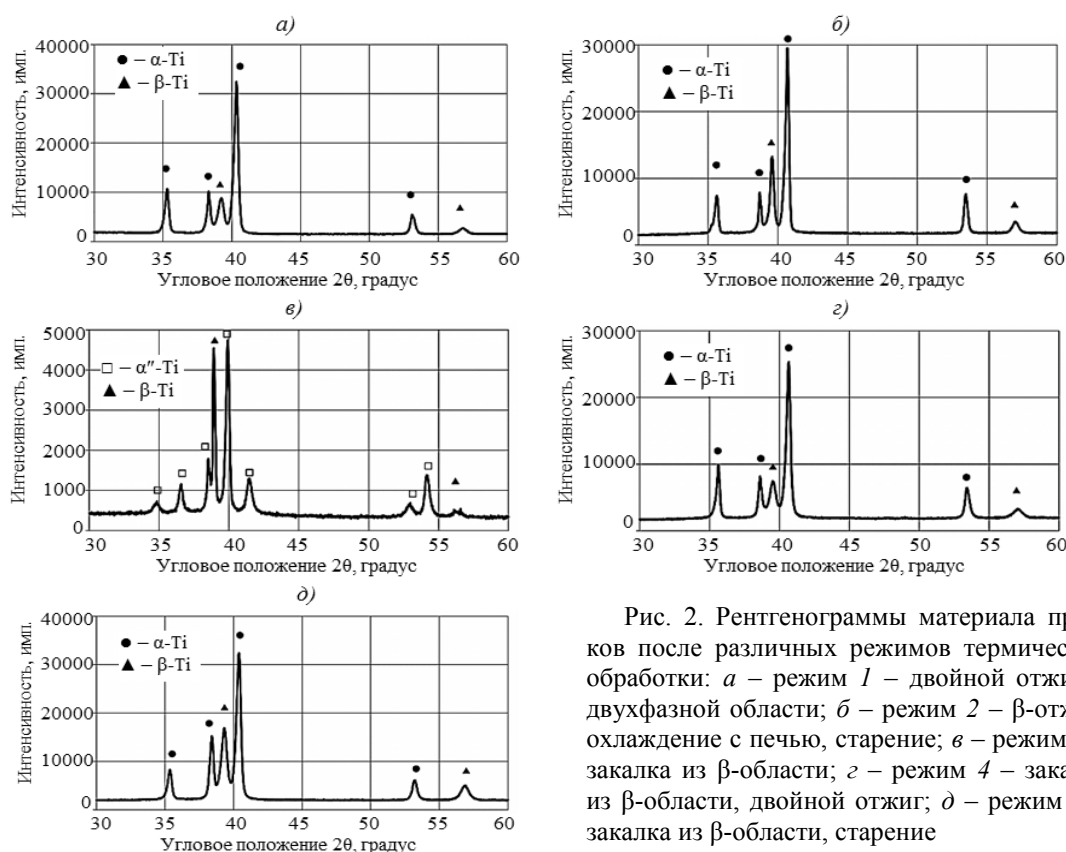 а)
Интенсивность, имп.
40000
30000
20000
10000
0
● – α-Ti
▲ – β-Ti
30 35 40 45 50 55 60
Угловое положение 2θ, градус
б)
Интенсивность, имп.
30000
20000
10000
0
● – α-Ti
▲ – β-Ti
30 35 40 45 50 55 60
Угловое положение 2θ, градус
в)
Интенсивность, имп.
5000
4000
3000
2000
1000
0
□ – α″-Ti
▲ – β-Ti
30 35 40 45 50 55 60
Угловое положение 2θ, градус
г)
Интенсивность, имп.
30000
20000
10000
0
● – α-Ti
▲ – β-Ti
30 35 40 45 50 55 60
Угловое положение 2θ, градус
д)
Интенсивность, имп.
40000
30000
20000
10000
0
● – α-Ti
▲ – β-Ti
30 35 40 45 50 55 60
Угловое положение 2θ, градус
Рис. 2. Рентгенограммы материала пр
ков после различных режимов термичес
обработки: а – режим 1 – двойной отжи
двухфазной области; б – режим 2 – β-отж
охлаждение с печью, старение; в – режим
закалка из β-области; г – режим 4 – зака
из β-области, двойной отжиг; д – режим
закалка из β-области, старение